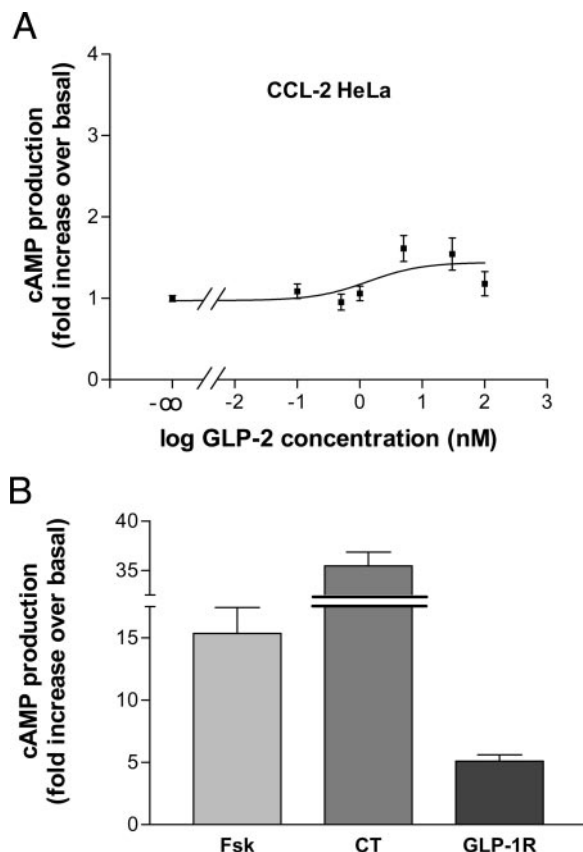 A
CCL-2 HeLa
cAMP production
(fold increase over basal)
4
3
2
1
0
-∞ -2 -1 0 1 2 3
log GLP-2 concentration (nM)
B
cAMP production
(fold increase over basal)
40
35
15
10
5
0
Fsk CT GLP-1R